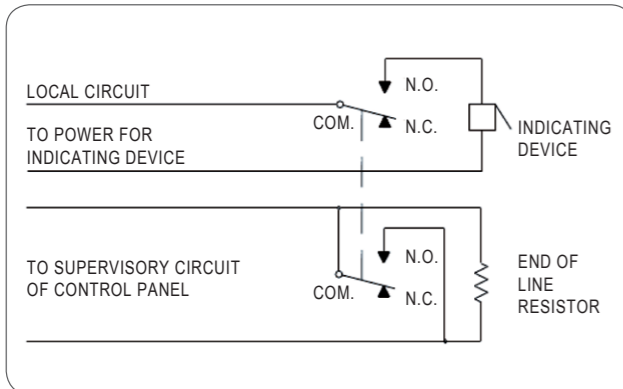 N.O.
LOCAL CIRCUIT
COM.
N.C.
TO POWER FOR
INDICATING DEVICE
INDICATING
DEVICE
N.O.
TO SUPERVISORY CIRCUIT
OF CONTROL PANEL
COM.
N.C.
END OF
LINE
RESISTOR